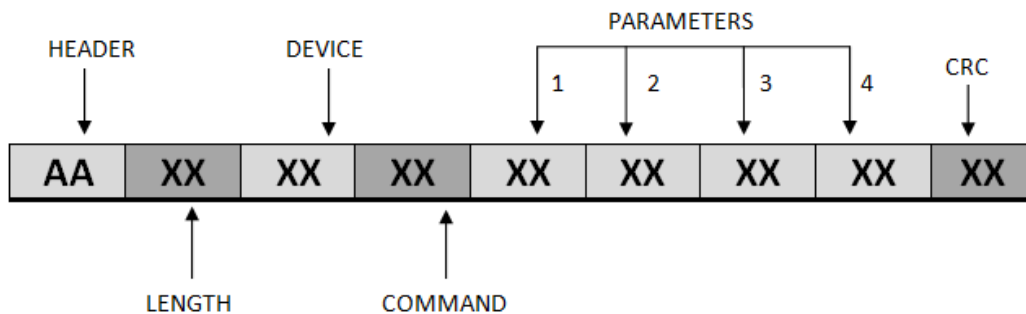 PARAMETERS
HEADER DEVICE
CRC
1 2 3 4
AA XX XX XX XX XX XX XX XX
LENGTH COMMAND